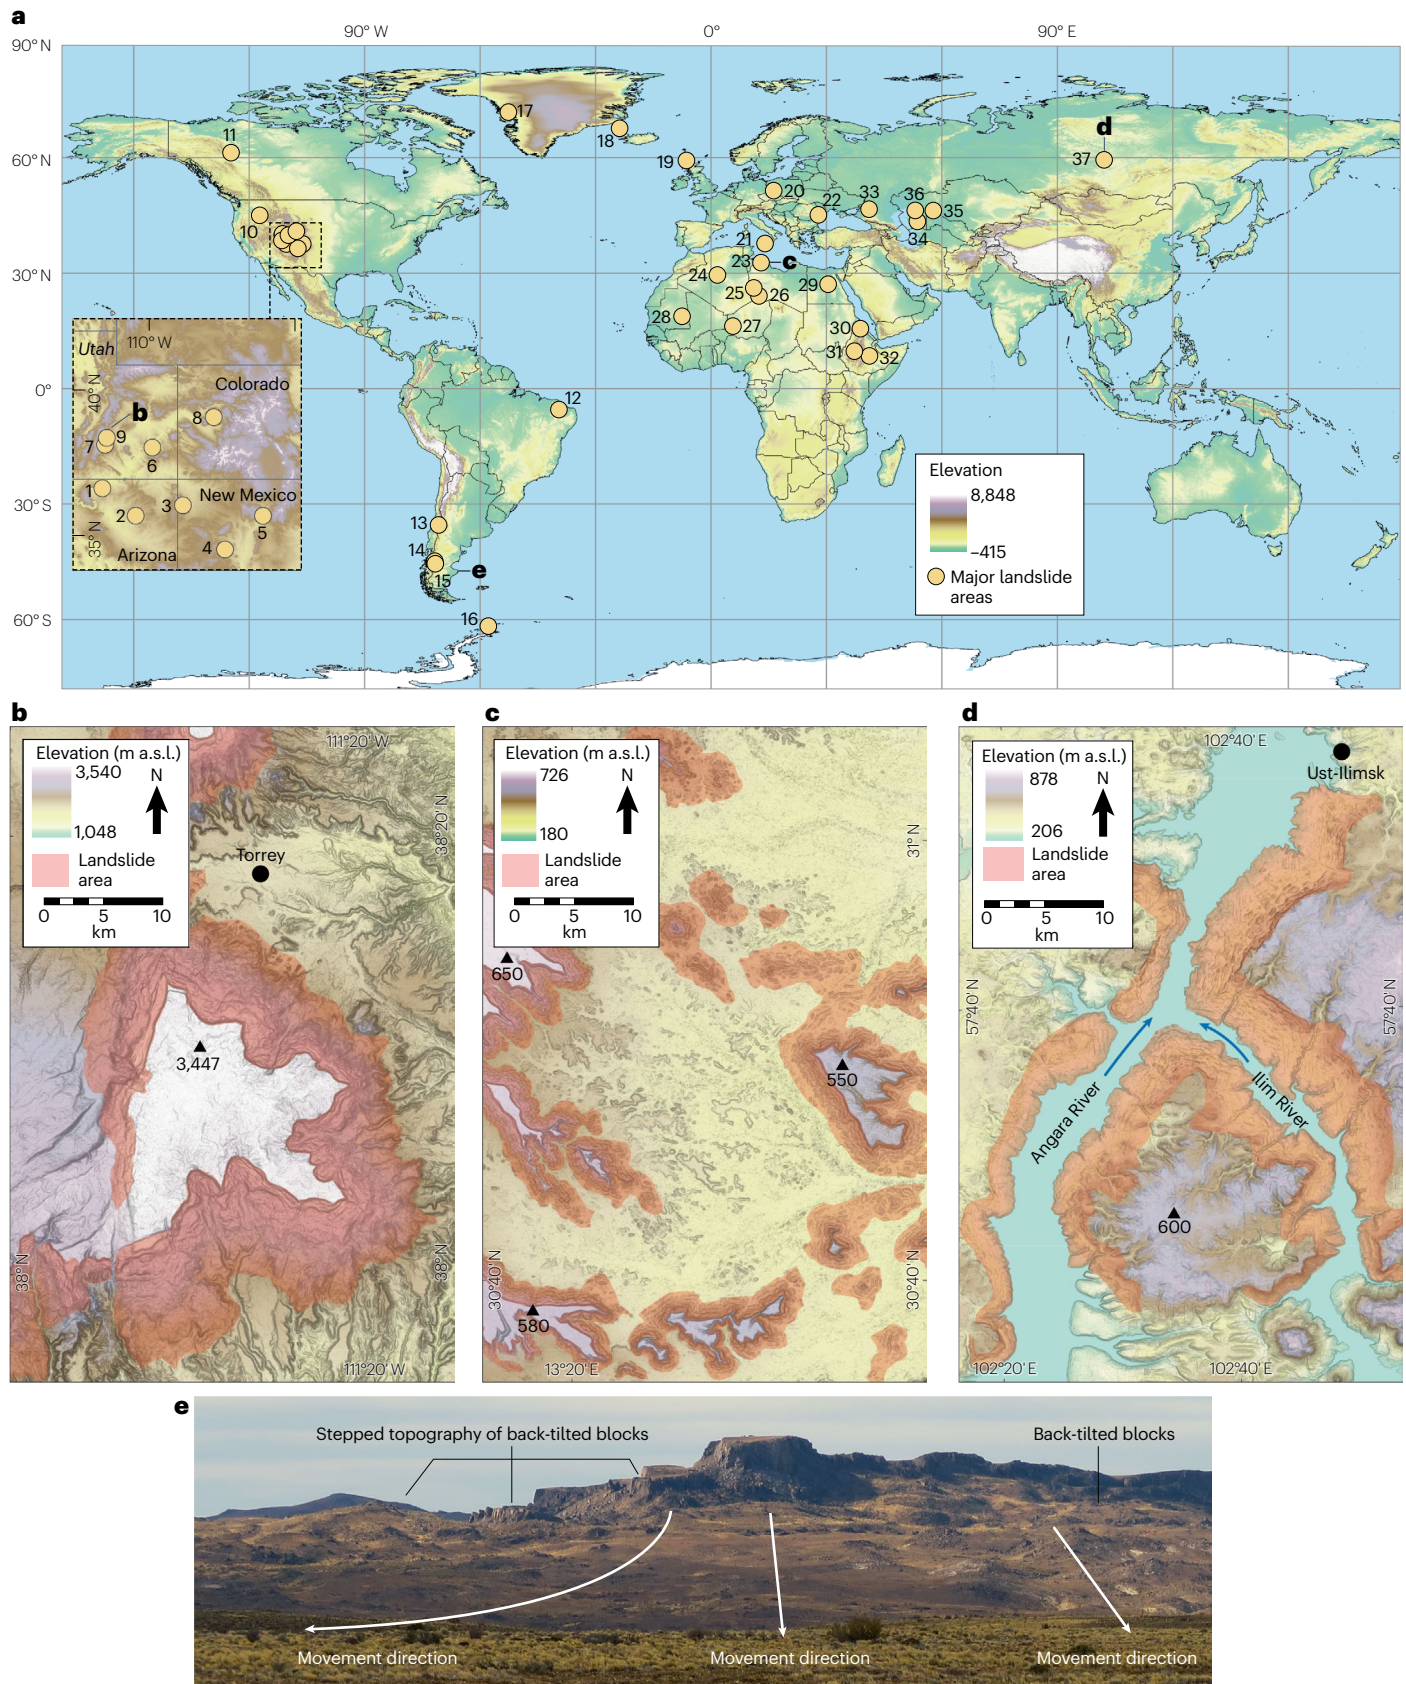 a
90° W
0°
90° E
90° N
60° N
30° N
0°
30° S
60° S
11
17
18
19
d
37
10
20
22
33
36
35
34
21
23
c
24
25
26
29
28
27
30
31
32
12
13
14
15
e
16
Utah
110° W
40° N
Colorado
b
8
7
9
6
1
2
3
New Mexico
5
4
35° N
Arizona
Elevation
8,848
–415
Major landslide
areas
b
Elevation (m a.s.l.)
3,540
1,048
N
Landslide
area
0 5 10
km
111°20' W
38°20' N
Torrey
3,447
38° N
38° N
111°20' W
c
Elevation (m a.s.l.)
726
180
N
Landslide
area
0 5 10
km
31° N
650
550
30°40' N
30°40' N
580
13°20' E
d
Elevation (m a.s.l.)
878
206
N
Landslide
area
0 5 10
km
102°40' E
Ust-Ilimsk
57°40' N
57°40' N
Angara River
Ilim River
600
102°20' E
102°40' E
e
Stepped topography of back-tilted blocks
Back-tilted blocks
Movement direction
Movement direction
Movement direction